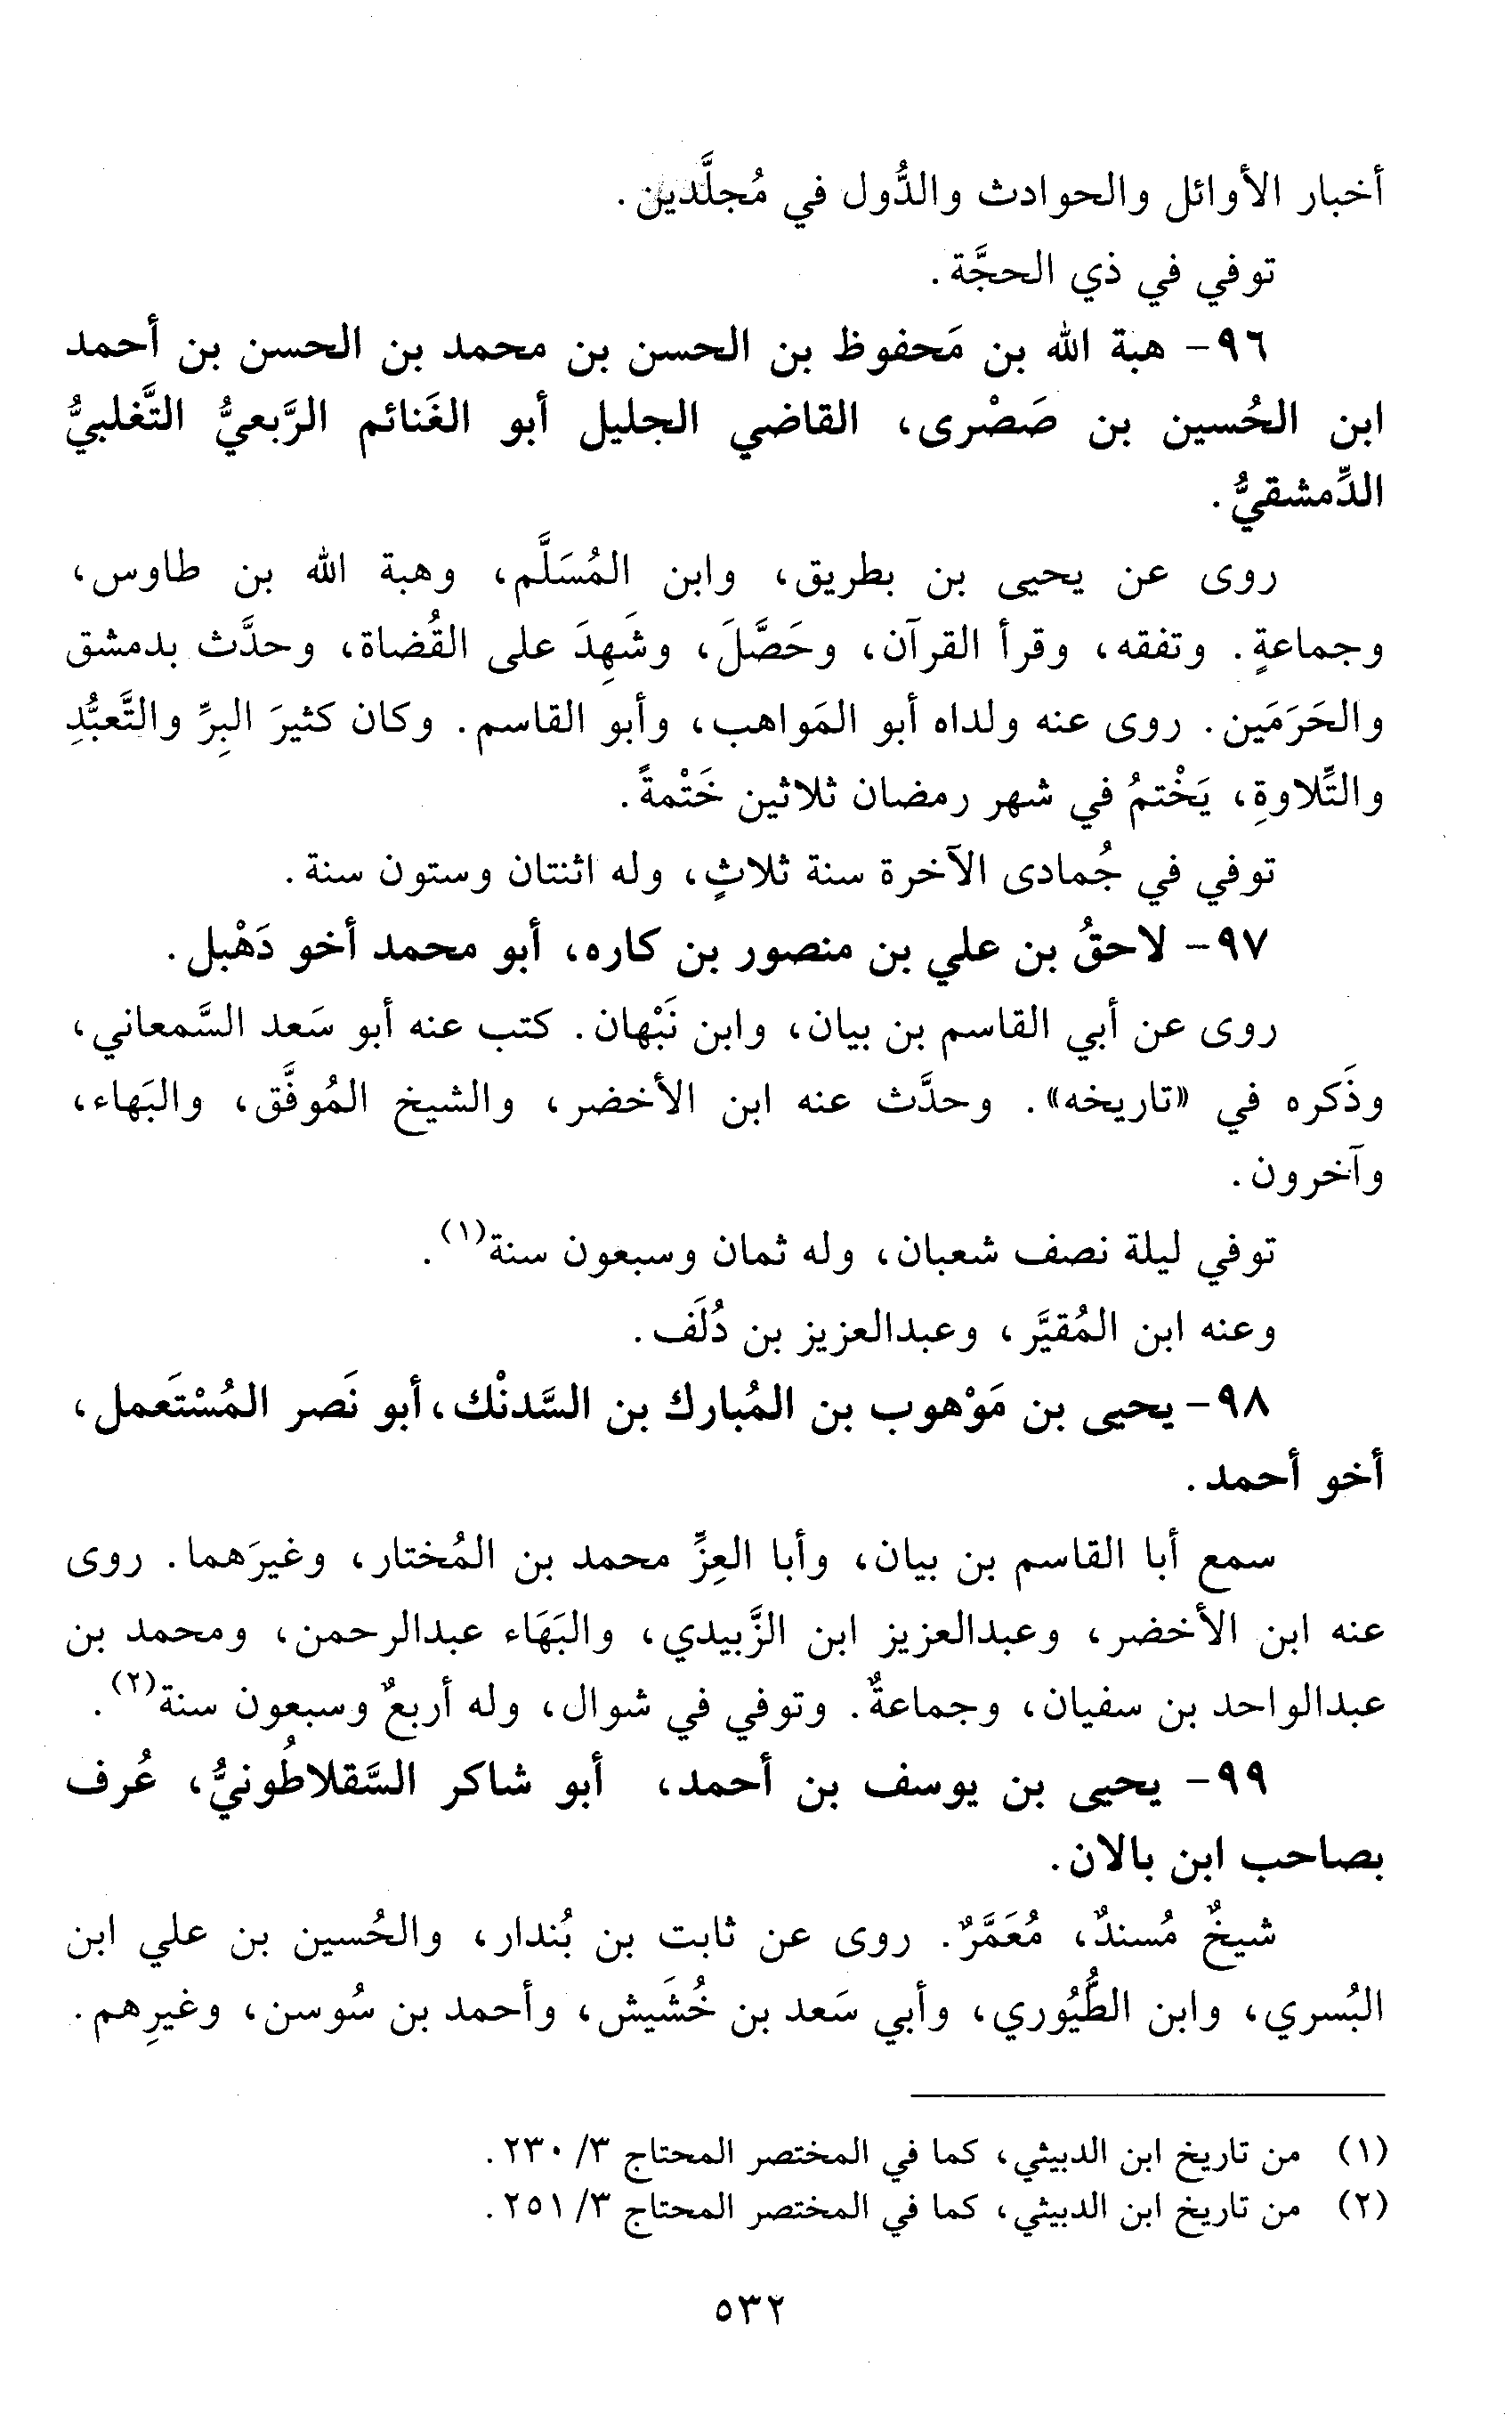 أخبار الأوائل والحوادث والدُّول في مُجلَّدين.
توفي في ذي الحجَّة.
٩٦- هبة الله بن مَحفوظ بن الحسن بن محمد بن الحسن بن أحمد
ابن الحُسين بن صَصْرى، القاضي الجليل أبو الغَنائم الرَّبعيُّ التَّغلبيُّ
الدِّمشقيُّ.
روى عن يحيى بن بطريق، وابن المُسَلَّم، وهبة الله بن طاوس،
وجماعةٍ. وتفقه، وقرأ القرآن، وحَصَّلَ، وشَهِدَ على القُضاة، وحدَّث بدمشق
والحَرَمَين. روى عنه ولداه أبو المَواهب، وأبو القاسم. وكان كثيرَ البِرِّ والتَّعبُّدِ
والتِّلاوةِ، يَخْتمُ في شهر رمضان ثلاثين خَتْمةً.
توفي في جُمادى الآخرة سنة ثلاثٍ، وله اثنتان وستون سنة.
٩٧- لاحقُ بن علي بن منصور بن كاره، أبو محمد أخو دَهْبل.
روى عن أبي القاسم بن بيان، وابن نَبْهان. كتب عنه أبو سَعد السَّمعاني،
وذَكره في «تاريخه». وحدَّث عنه ابن الأخضر، والشيخ المُوفَّق، والبَهاء،
وآخرون.
توفي ليلة نصف شعبان، وله ثمان وسبعون سنة(١).
وعنه ابن المُقيَّر، وعبدالعزيز بن دُلَف.
٩٨- يحيى بن مَوْهوب بن المُبارك بن السَّدنْك، أبو نَصر المُسْتَعمل،
أخو أحمد.
سمع أبا القاسم بن بيان، وأبا العِزِّ محمد بن المُختار، وغيرَهما. روى
عنه ابن الأخضر، وعبدالعزيز ابن الزَّبيدي، والبَهَاء عبدالرحمن، ومحمد بن
عبدالواحد بن سفيان، وجماعةٌ. وتوفي في شوال، وله أربعٌ وسبعون سنة(٢).
٩٩- يحيى بن يوسف بن أحمد، أبو شاكر السَّقلاطُونيُّ، عُرف
بصاحب ابن بالان.
شيخٌ مُسندٌ، مُعَمَّرٌ. روى عن ثابت بن بُندار، والحُسين بن علي ابن
البُسري، وابن الطُّيُوري، وأبي سَعد بن خُشَيش، وأحمد بن سُوسن، وغيرِهم.
(١) من تاريخ ابن الدبيثي، كما في المختصر المحتاج ٣/ ٢٣٠.
(٢) من تاريخ ابن الدبيثي، كما في المختصر المحتاج ٣/ ٢٥١.
٥٣٢